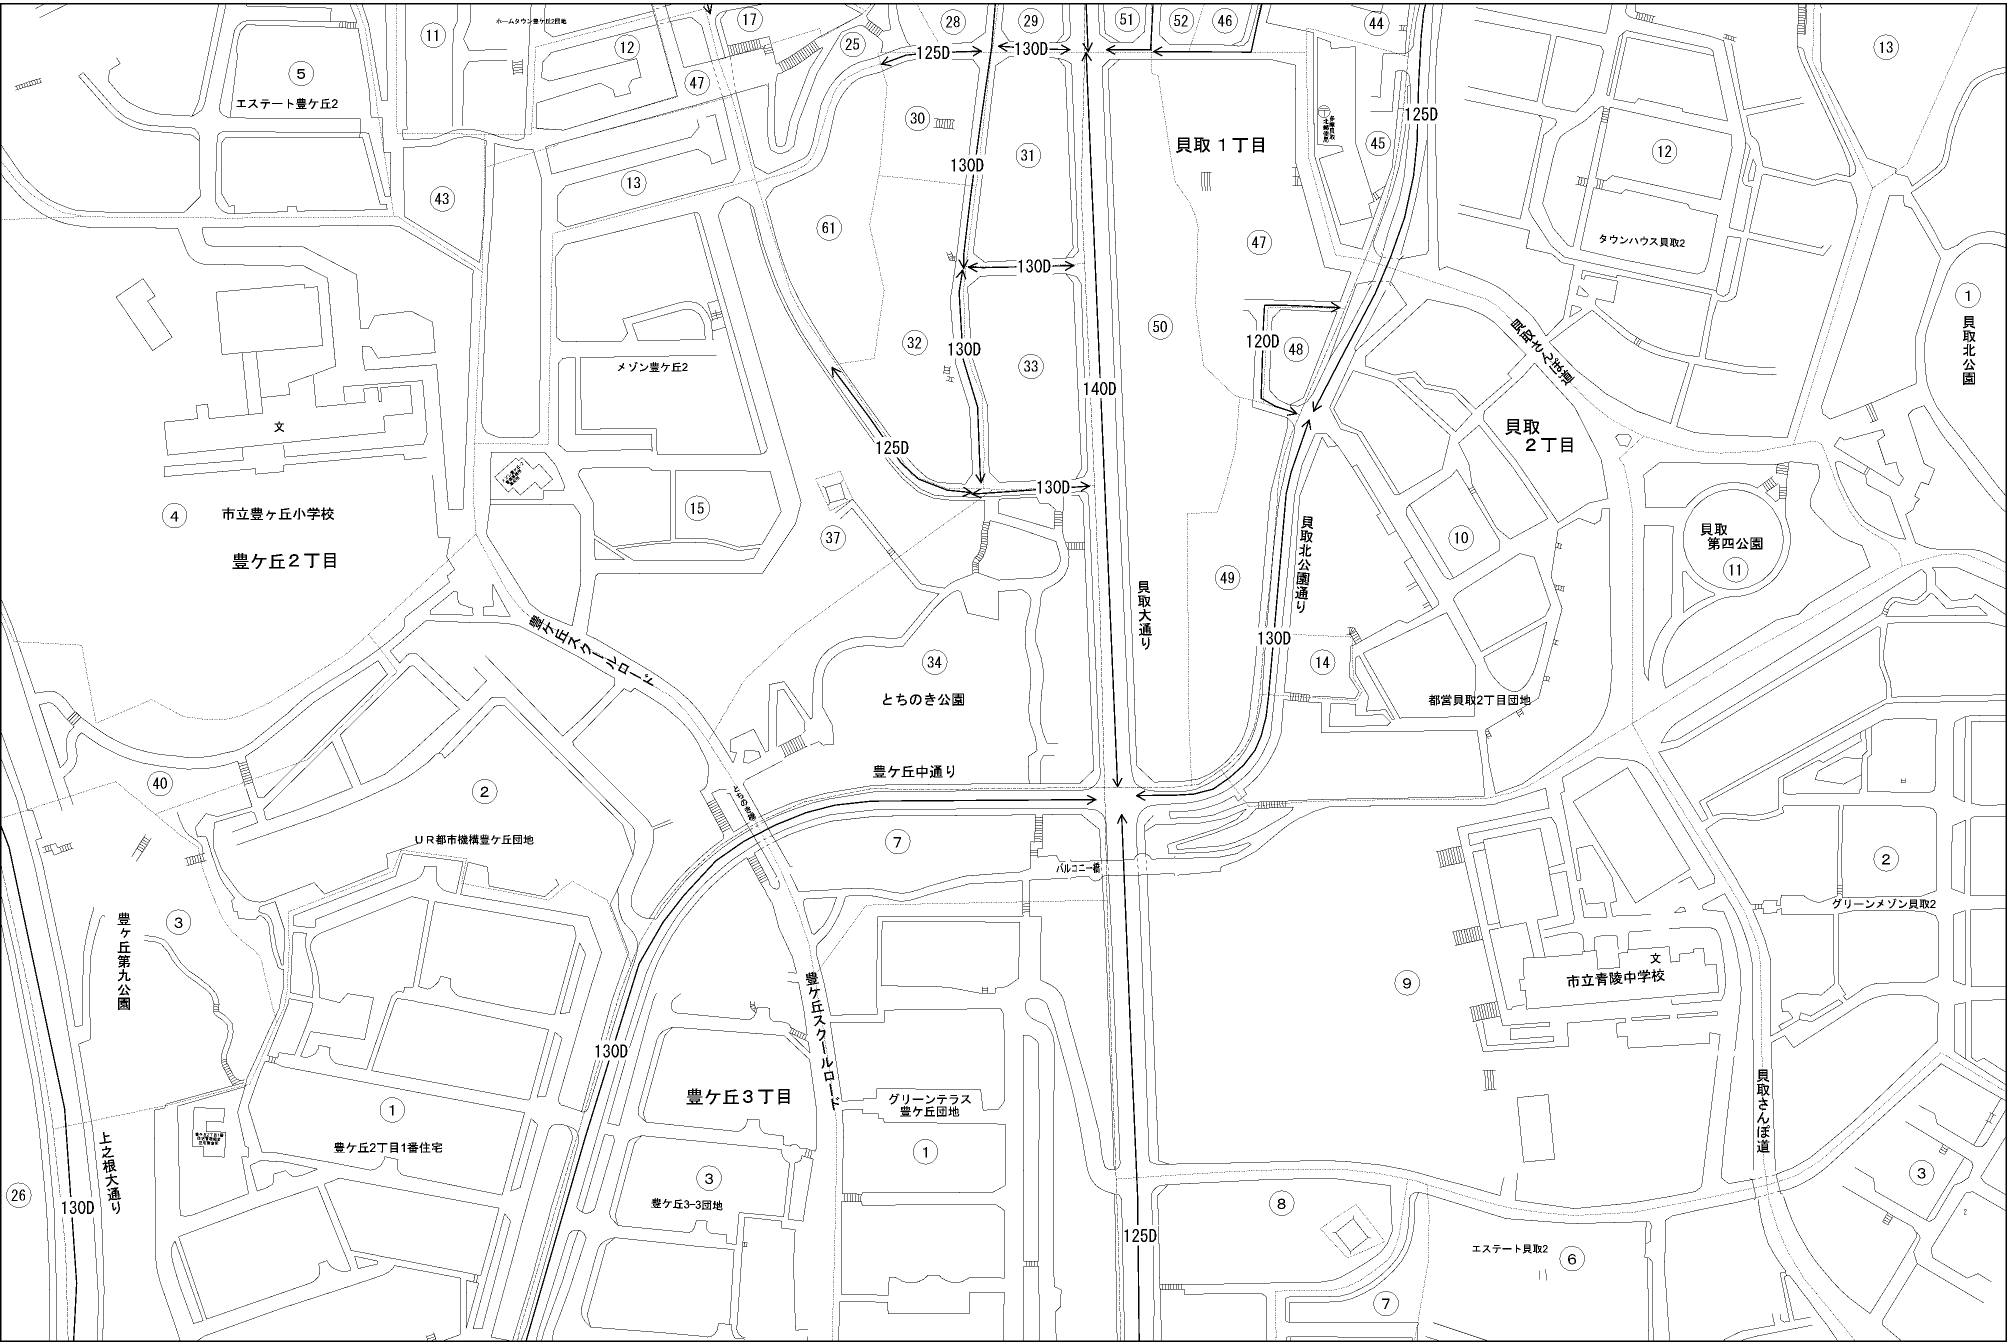 ホームタウン豊ケ丘2団地
28
29
51
52
46
44
17
11
12
25
125D
130D
13
5
エステート豊ケ丘2
47
30
125D
貝取１丁目
45
31
130D
12
13
43
61
47
タウンハウス貝取2
130D
1
貝取北公園
50
32
130D
33
120D
48
貝取さんぽ道
メゾン豊ケ丘2
140D
文
125D
貝取
２丁目
130D
4
市立豊ヶ丘小学校
15
37
貝取北公園通り
10
貝取
第四公園
11
豊ケ丘２丁目
49
貝取大通り
豊ケ丘スクールロード
130D
34
14
とちのき公園
都営貝取2丁目団地
豊ケ丘中通り
40
2
ＵＲ都市機構豊ケ丘団地
7
バルコニー橋
2
グリーンメゾン貝取2
3
豊ヶ丘第九公園
文
市立青陵中学校
9
豊ケ丘スクールロード
130D
豊ケ丘３丁目
グリーンテラス
豊ケ丘団地
貝取さんぽ道
1
豊ケ丘2丁目1番住宅
上之根大通り
1
3
豊ケ丘3-3団地
3
26
130D
8
125D
エステート貝取2
6
7